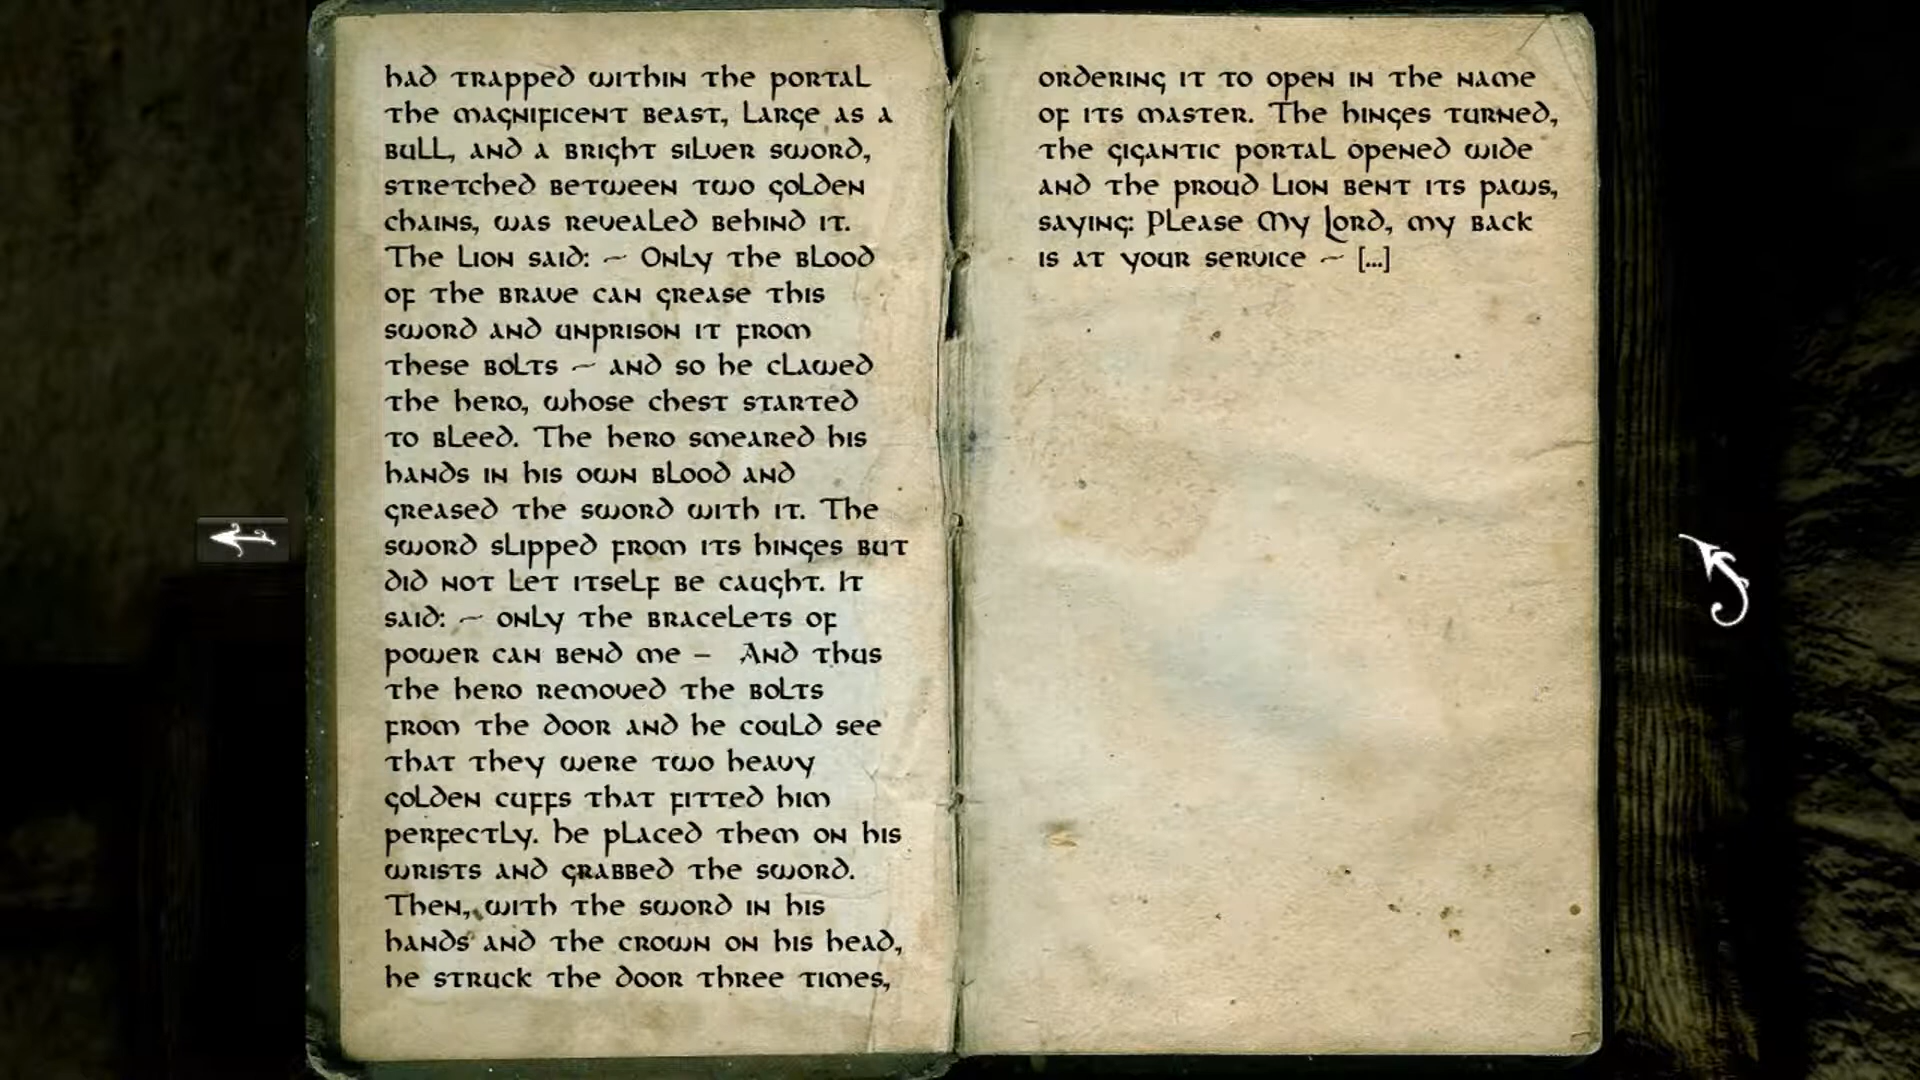 had trapped within the portal
the magnificent beast, large as a
bull, and a bright silver sword,
stretched between two golden
chains, was revealed behind it.
The Lion said: ~ Only the blood
of the brave can grease this
sword and unprison it from
these bolts ~ and so he clawed
the hero, whose chest started
to bleed. The hero smeared his
hands in his own blood and
greased the sword with it. The
sword slipped from its hinges but
did not let itself be caught. It
said: ~ only the bracelets of
power can bend me – And thus
the hero removed the bolts
from the door and he could see
that they were two heavy
golden cuffs that fitted him
perfectly. he placed them on his
wrists and grabbed the sword.
Then, with the sword in his
hands and the crown on his head,
he struck the door three times,
ordering it to open in the name
of its master. The hinges turned,
the gigantic portal opened wide
and the proud Lion bent its paws,
saying: Please My Lord, my back
is at your service ~ [...]